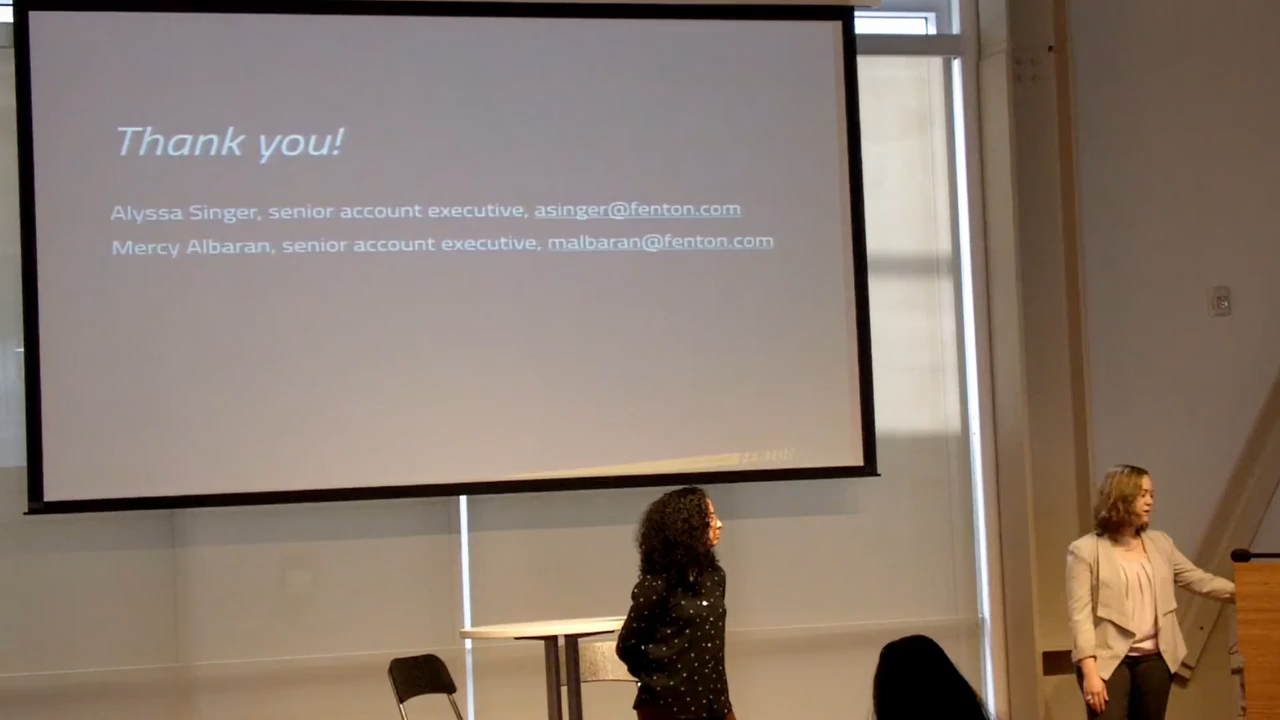 Thank you!
Alyssa Singer, senior account executive, asinger@fenton.com
Mercy Albaran, senior account executive, malbaran@fenton.com